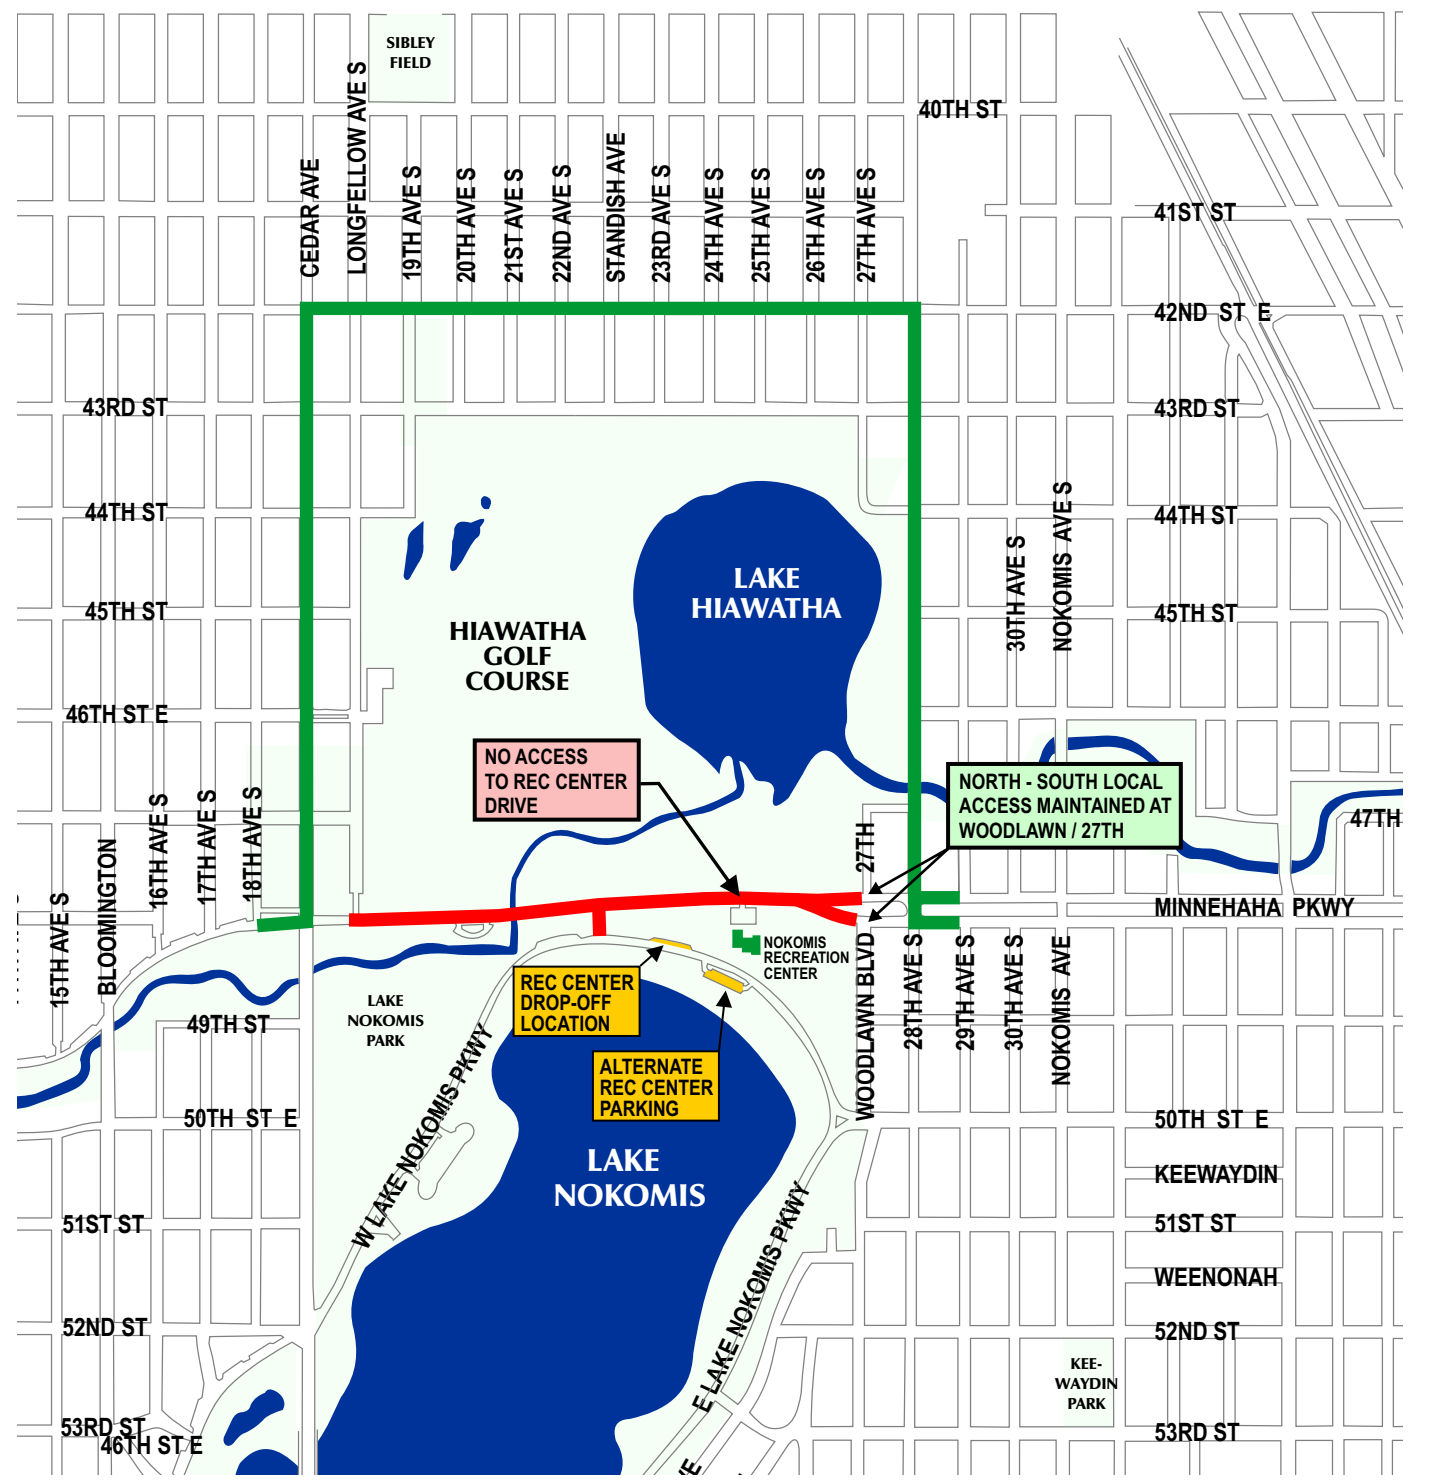 SIBLEY
FIELD
40TH ST
CEDAR AVE
LONGFELLOW AVE S
19TH AVE S
20TH AVE S
21ST AVE S
22ND AVE S
STANDISH AVE
23RD AVE S
24TH AVE S
25TH AVE S
26TH AVE S
27TH AVE S
41ST ST
42ND ST E
43RD ST
43RD ST
44TH ST
44TH ST
30TH AVE S
NOKOMIS AVE S
LAKE
HIAWATHA
45TH ST
45TH ST
HIAWATHA
GOLF
COURSE
46TH ST E
NO ACCESS
TO REC CENTER
DRIVE
NORTH - SOUTH LOCAL
ACCESS MAINTAINED AT
WOODLAWN / 27TH
47TH
15TH AVE S
BLOOMINGTON
16TH AVE S
17TH AVE S
18TH AVE S
27TH
MINNEHAHA PKWY
NOKOMIS
RECREATION
CENTER
WOODLAWN BLVD
28TH AVE S
29TH AVE S
30TH AVE S
NOKOMIS AVE
REC CENTER
DROP-OFF
LOCATION
LAKE
NOKOMIS
PARK
49TH ST
W LAKE NOKOMIS PKWY
ALTERNATE
REC CENTER
PARKING
50TH ST E
50TH ST E
LAKE
NOKOMIS
KEEWAYDIN
E LAKE NOKOMIS PKWY
51ST ST
51ST ST
WEENONAH
52ND ST
52ND ST
KEE-
WAYDIN
PARK
53RD ST
46TH ST E
53RD ST